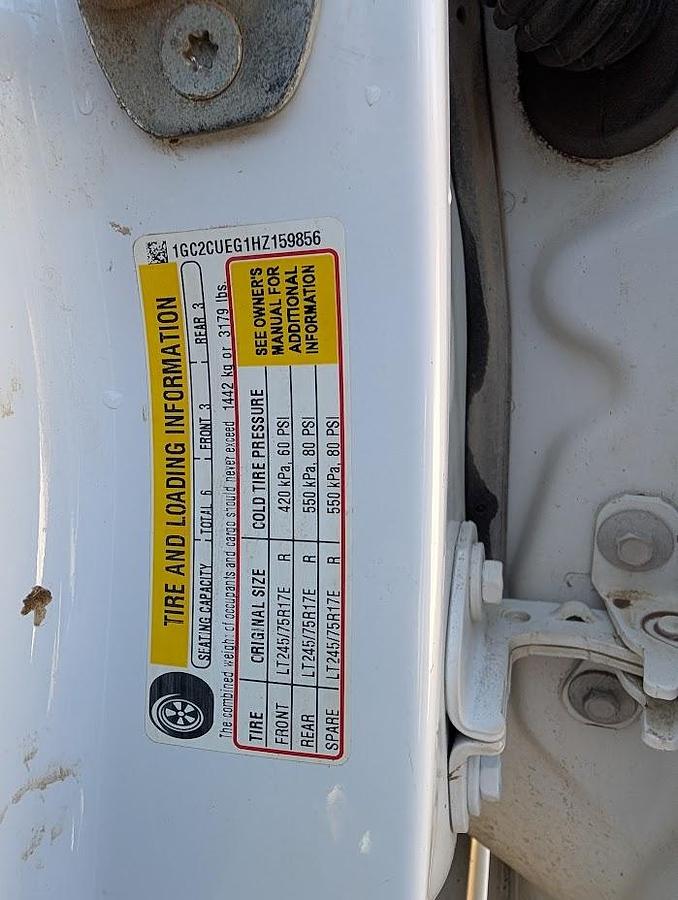 1GC2CUEG1HZ159856
TIRE AND LOADING INFORMATION
SEATING CAPACITY TOTAL 6 FRONT 3 REAR 3
The combined weight of occupants and cargo should never exceed 1442 kg or 3179 lbs.
TIRE ORIGINAL SIZE COLD TIRE PRESSURE
FRONT LT245/75R17E R 420 kPa, 60 PSI
REAR LT245/75R17E R 550 kPa, 80 PSI
SPARE LT245/75R17E R 550 kPa, 80 PSI
SEE OWNER'S
MANUAL FOR
ADDITIONAL
INFORMATION